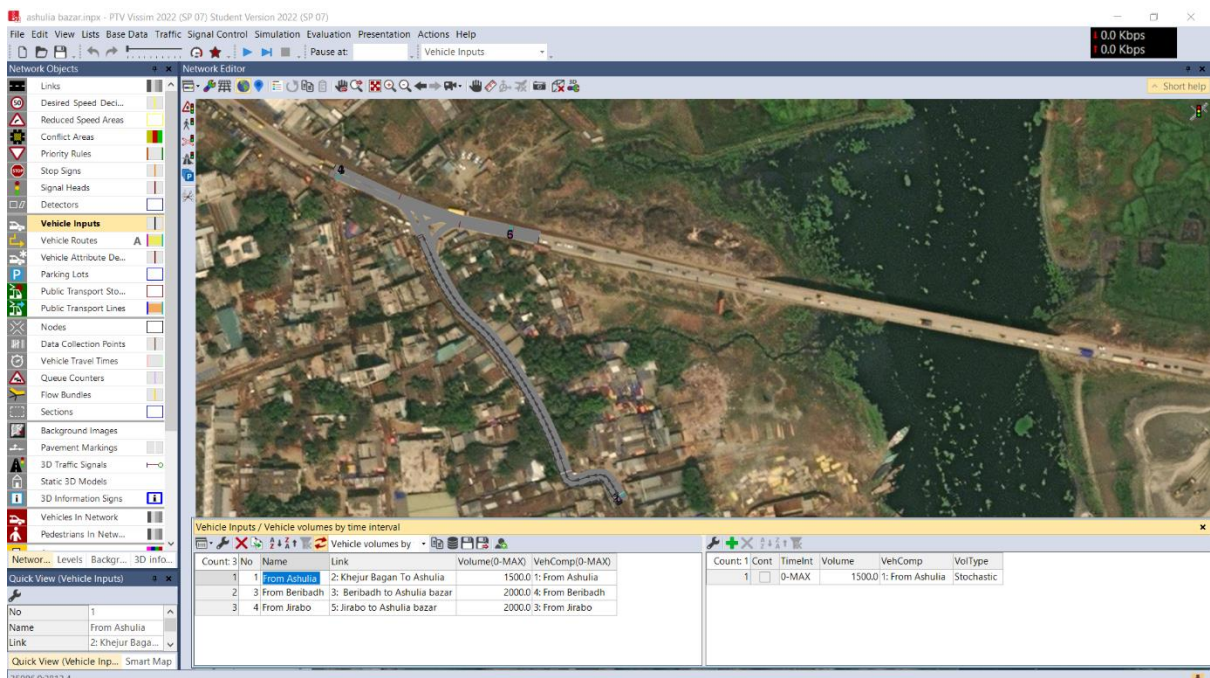 ashulia bazar.inpx - PTV Vissim 2022 (SP 07) Student Version 2022 (SP 07)
File Edit View Lists Base Data Traffic Signal Control Simulation Evaluation Presentation Actions Help
0.0 Kbps
0.0 Kbps
Pause at: Vehicle Inputs
Network Objects
Network Editor
Short help
Links
50 Desired Speed Deci...
Reduced Speed Areas
Conflict Areas
Priority Rules
STOP Stop Signs
Signal Heads
Detectors
Vehicle Inputs
Vehicle Routes A
Vehicle Attribute De...
P Parking Lots
Public Transport Sto...
Public Transport Lines
Nodes
Data Collection Points
Vehicle Travel Times
Queue Counters
Flow Bundles
Sections
Background Images
Pavement Markings
3D Traffic Signals
Static 3D Models
3D Information Signs
Vehicles In Network
Pedestrians In Netw...
Networ... Levels Backgr... 3D info...
4
5
Quick View (Vehicle Inputs)
No 1
Name From Ashulia
Link 2: Khejur Baga...
Quick View (Vehicle Inp... Smart Map
Vehicle Inputs / Vehicle volumes by time interval
Vehicle volumes by
Count: 3 No Name Link Volume(0-MAX) VehComp(0-MAX)
1 1 From Ashulia 2: Khejur Bagan To Ashulia 1500.0 1: From Ashulia
2 3 From Beribadh 3: Beribadh to Ashulia bazar 2000.0 4: From Beribadh
3 4 From Jirabo 5: Jirabo to Ashulia bazar 2000.0 3: From Jirabo
Count: 1 Cont TimeInt Volume VehComp VolType
1 0-MAX 1500.0 1: From Ashulia Stochastic